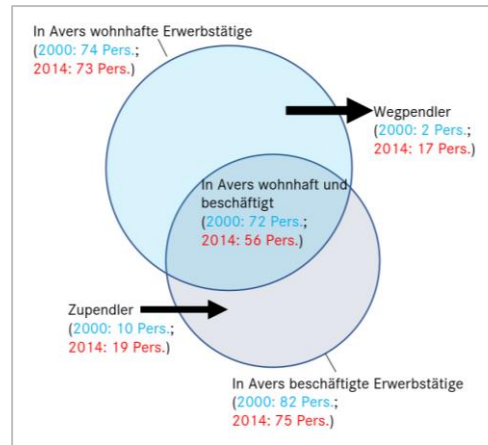 In Avers wohnhafte Erwerbstätige
(2000: 74 Pers.;
2014: 73 Pers.)
Wegpendler
(2000: 2 Pers.;
2014: 17 Pers.)
In Avers wohnhaft und
beschäftigt
(2000: 72 Pers.;
2014: 56 Pers.)
Zupendler
(2000: 10 Pers.;
2014: 19 Pers.)
In Avers beschäftigte Erwerbstätige
(2000: 82 Pers.;
2014: 75 Pers.)